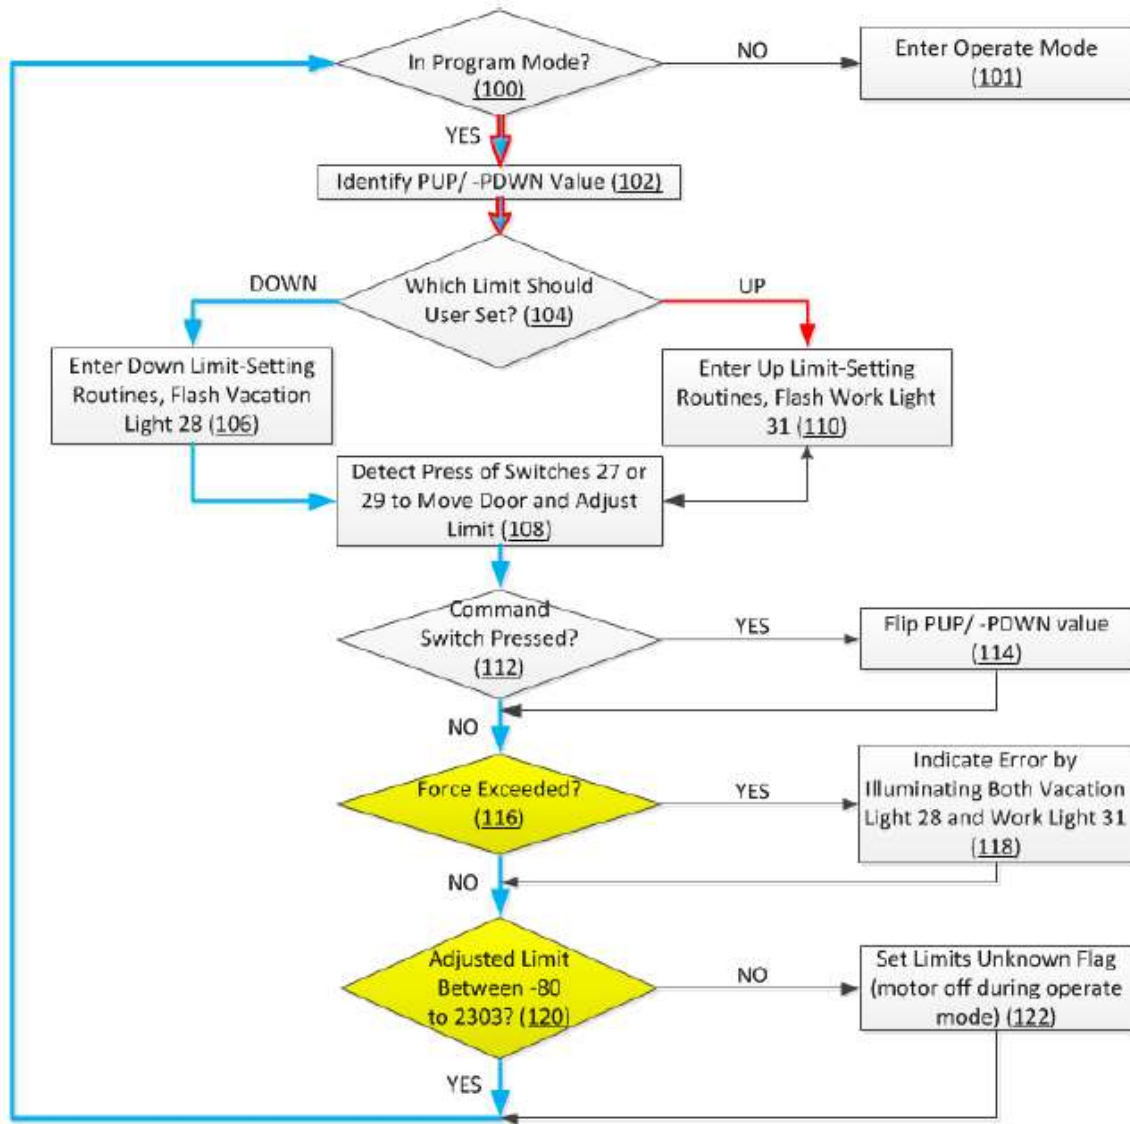 In Program Mode?
(100)
NO
Enter Operate Mode
(101)
YES
Identify PUP/ -PDWN Value (102)
DOWN
Which Limit Should
User Set? (104)
UP
Enter Down Limit-Setting
Routines, Flash Vacation
Light 28 (106)
Enter Up Limit-Setting
Routines, Flash Work Light
31 (110)
Detect Press of Switches 27 or
29 to Move Door and Adjust
Limit (108)
Command
Switch Pressed?
(112)
YES
Flip PUP/ -PDWN value
(114)
NO
Force Exceeded?
(116)
YES
Indicate Error by
Illuminating Both Vacation
Light 28 and Work Light 31
(118)
NO
Adjusted Limit
Between -80
to 2303? (120)
NO
Set Limits Unknown Flag
(motor off during operate
mode) (122)
YES